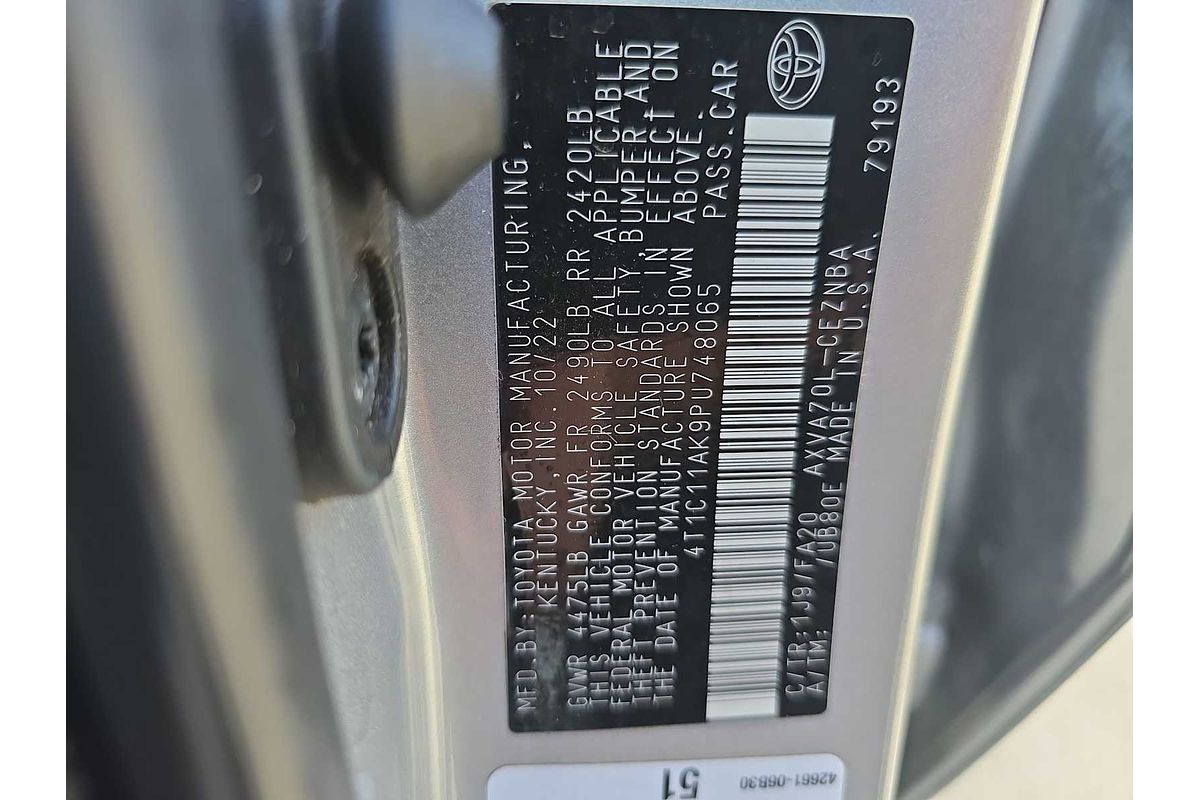 MFD.BY:TOYOTA MOTOR MANUFACTURING,
KENTUCKY,INC. 10/22
GVWR 4475LB GAWR FR 2490LB RR 2420LB
THIS VEHICLE CONFORMS TO ALL APPLICABLE
FEDERAL MOTOR VEHICLE SAFETY,BUMPER,AND
THEFT PREVENTION STANDARDS IN EFFECT ON
THE DATE OF MANUFACTURE SHOWN ABOVE.
4T1C11AK9PU748065 PASS.CAR
C/TR:1J9/FA20 AXVA70L-CEZNBA 79193
A/TM: /UB80E MADE IN U.S.A.
51
42661-06B30